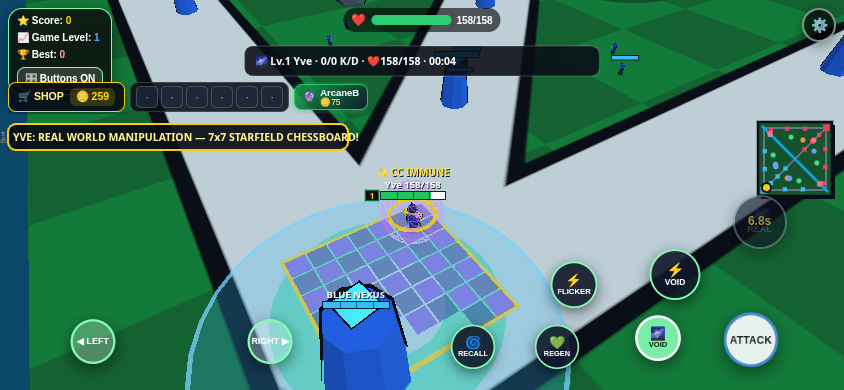 ⭐ Score: 0
📈 Game Level: 1
🏆 Best: 0
🎛 Buttons ON
❤️ 158/158
🌌 Lv.1 Yve · 0/0 K/D · ❤️158/158 · 00:04
🛒 SHOP 🪙 259
🔮 ArcaneB
🪙75
YVE: REAL WORLD MANIPULATION — 7x7 STARFIELD CHESSBOARD!
✨ CC IMMUNE
Yve 158/158
1
6.8s
REAL
⚡ FLICKER
⚡ VOID
BLUE NEXUS
◀ LEFT
RIGHT ▶
🌀 RECALL
💚 REGEN
🌌 VOID
ATTACK